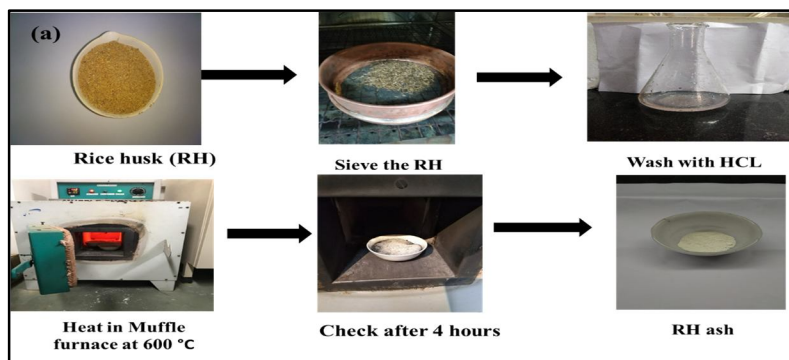 (a)
Rice husk (RH)
Sieve the RH
Wash with HCL
Heat in Muffle
furnace at 600 °C
Check after 4 hours
RH ash